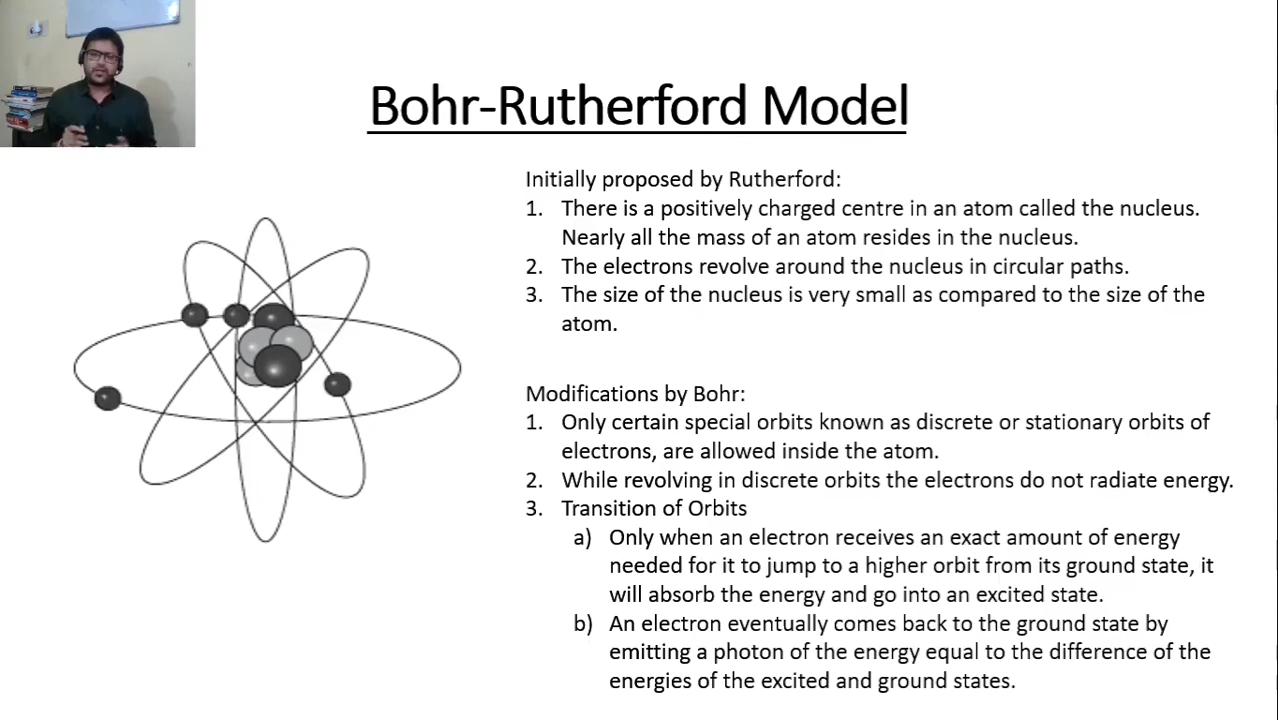 Bohr-Rutherford Model
Initially proposed by Rutherford:
1. There is a positively charged centre in an atom called the nucleus.
Nearly all the mass of an atom resides in the nucleus.
2. The electrons revolve around the nucleus in circular paths.
3. The size of the nucleus is very small as compared to the size of the
atom.
Modifications by Bohr:
1. Only certain special orbits known as discrete or stationary orbits of
electrons, are allowed inside the atom.
2. While revolving in discrete orbits the electrons do not radiate energy.
3. Transition of Orbits
a) Only when an electron receives an exact amount of energy
needed for it to jump to a higher orbit from its ground state, it
will absorb the energy and go into an excited state.
b) An electron eventually comes back to the ground state by
emitting a photon of the energy equal to the difference of the
energies of the excited and ground states.